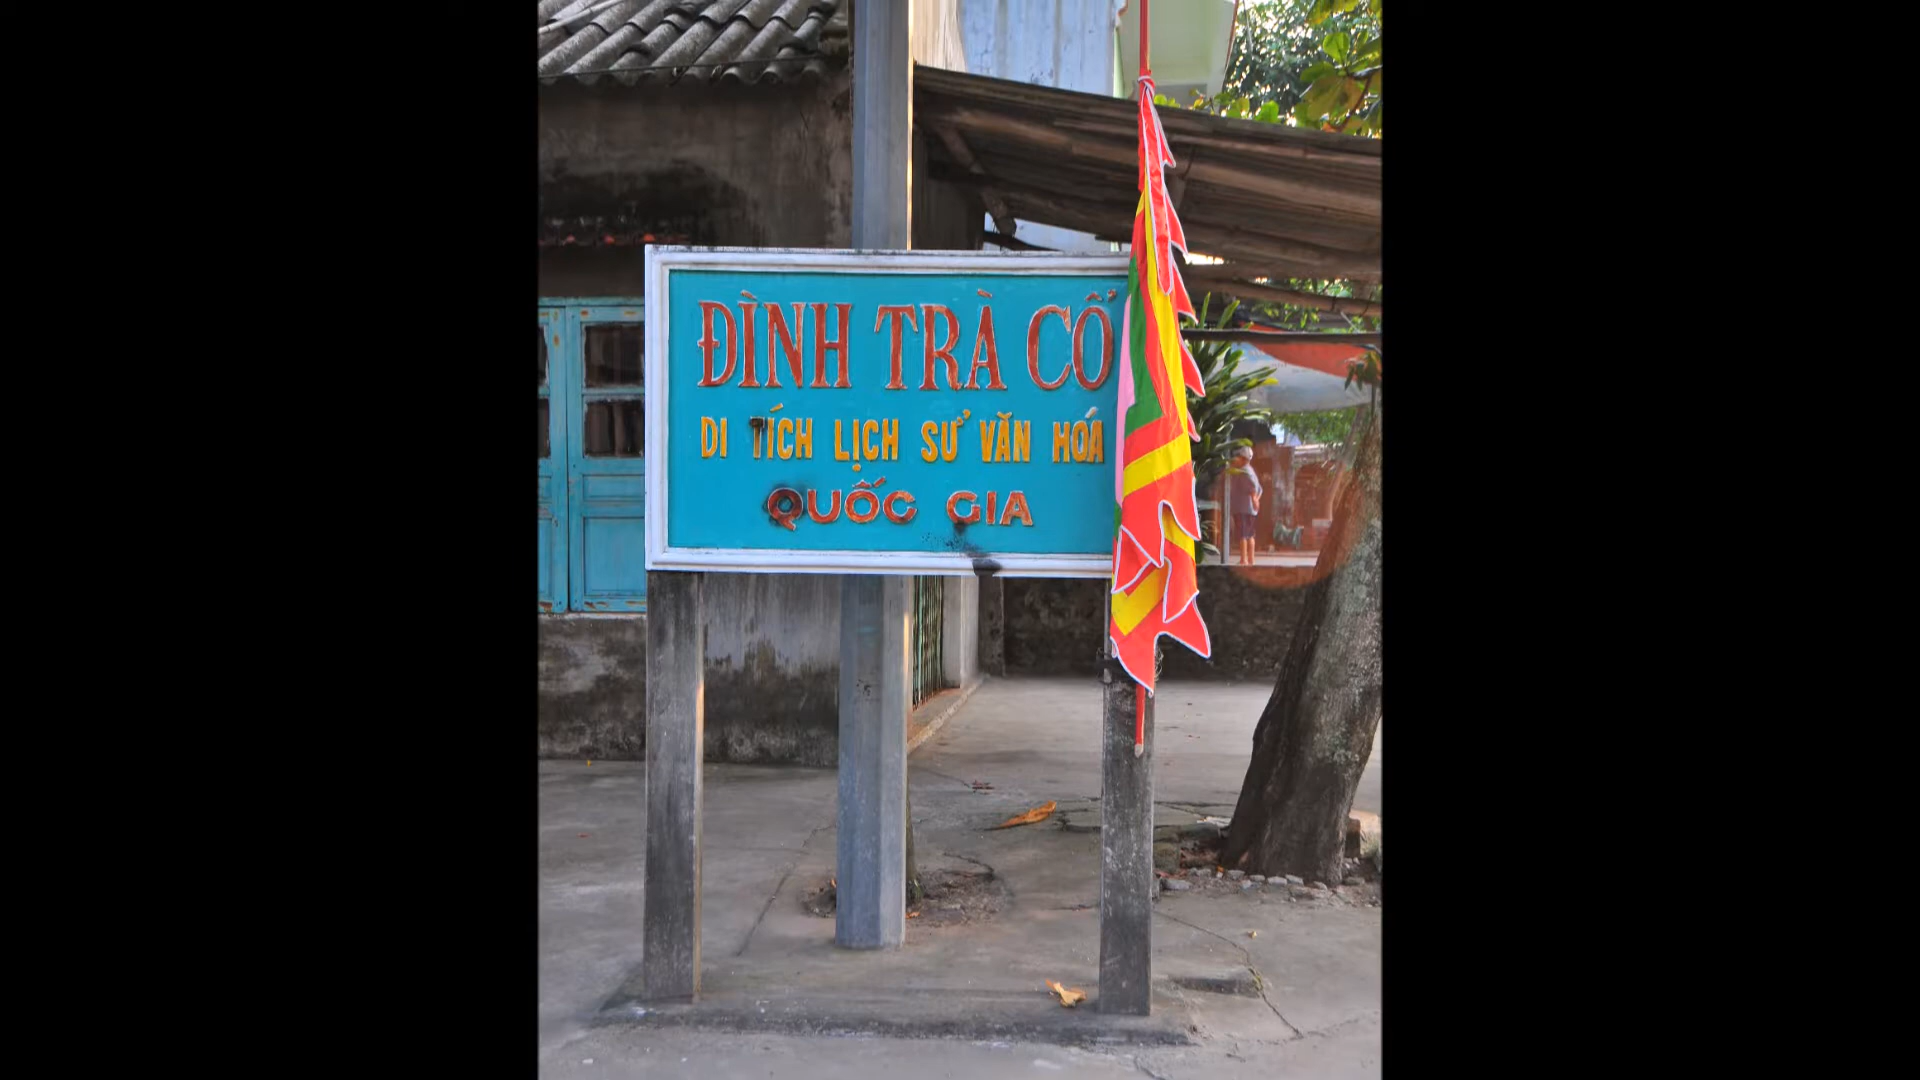 ĐÌNH TRÀ CỔ
DI TÍCH LỊCH SỬ VĂN HÓA
QUỐC GIA